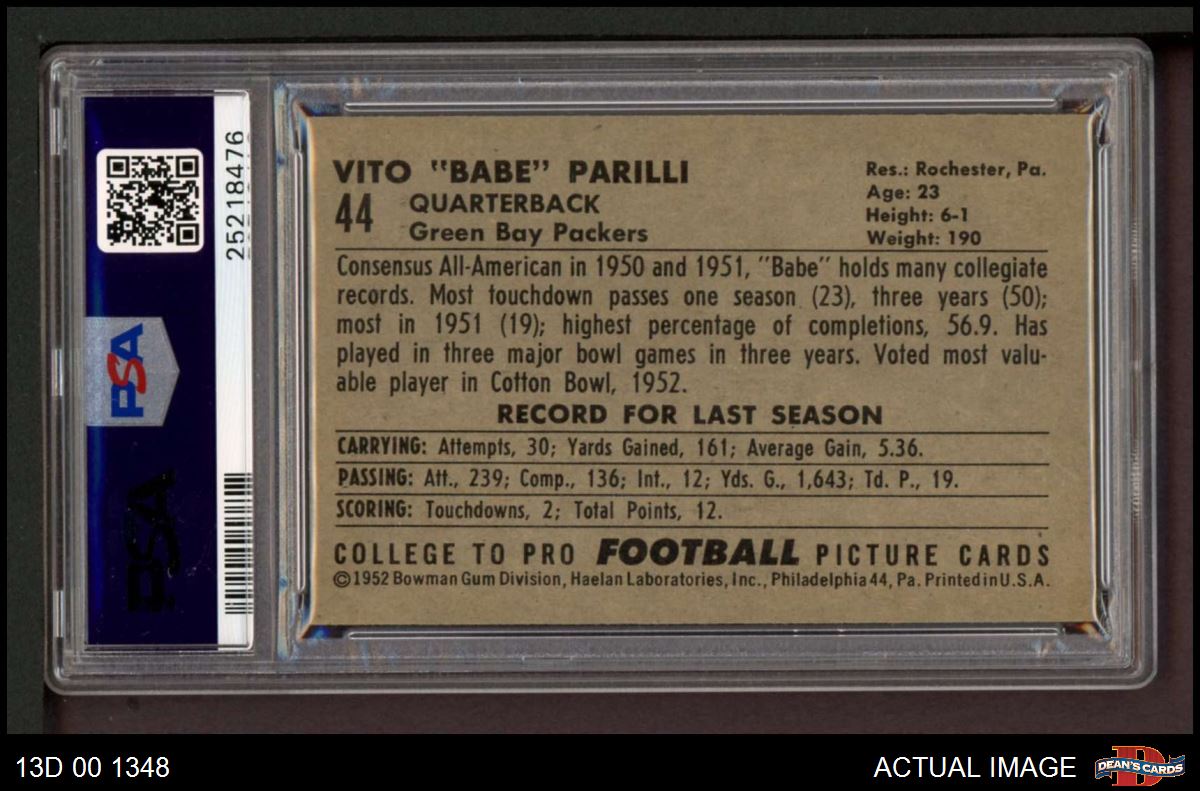 VITO "BABE" PARILLI
44 QUARTERBACK
Green Bay Packers
Res.: Rochester, Pa.
Age: 23
Height: 6-1
Weight: 190
Consensus All-American in 1950 and 1951, "Babe" holds many collegiate
records. Most touchdown passes one season (23), three years (50);
most in 1951 (19); highest percentage of completions, 56.9. Has
played in three major bowl games in three years. Voted most valu-
able player in Cotton Bowl, 1952.
RECORD FOR LAST SEASON
CARRYING: Attempts, 30; Yards Gained, 161; Average Gain, 5.36.
PASSING: Att., 239; Comp., 136; Int., 12; Yds. G., 1,643; Td. P., 19.
SCORING: Touchdowns, 2; Total Points, 12.
COLLEGE TO PRO FOOTBALL PICTURE CARDS
©1952 Bowman Gum Division, Haelan Laboratories, Inc., Philadelphia 44, Pa. Printed in U.S.A.
25218476
PSA
PSA
13D 00 1348
ACTUAL IMAGE
D
DEAN'S CARDS